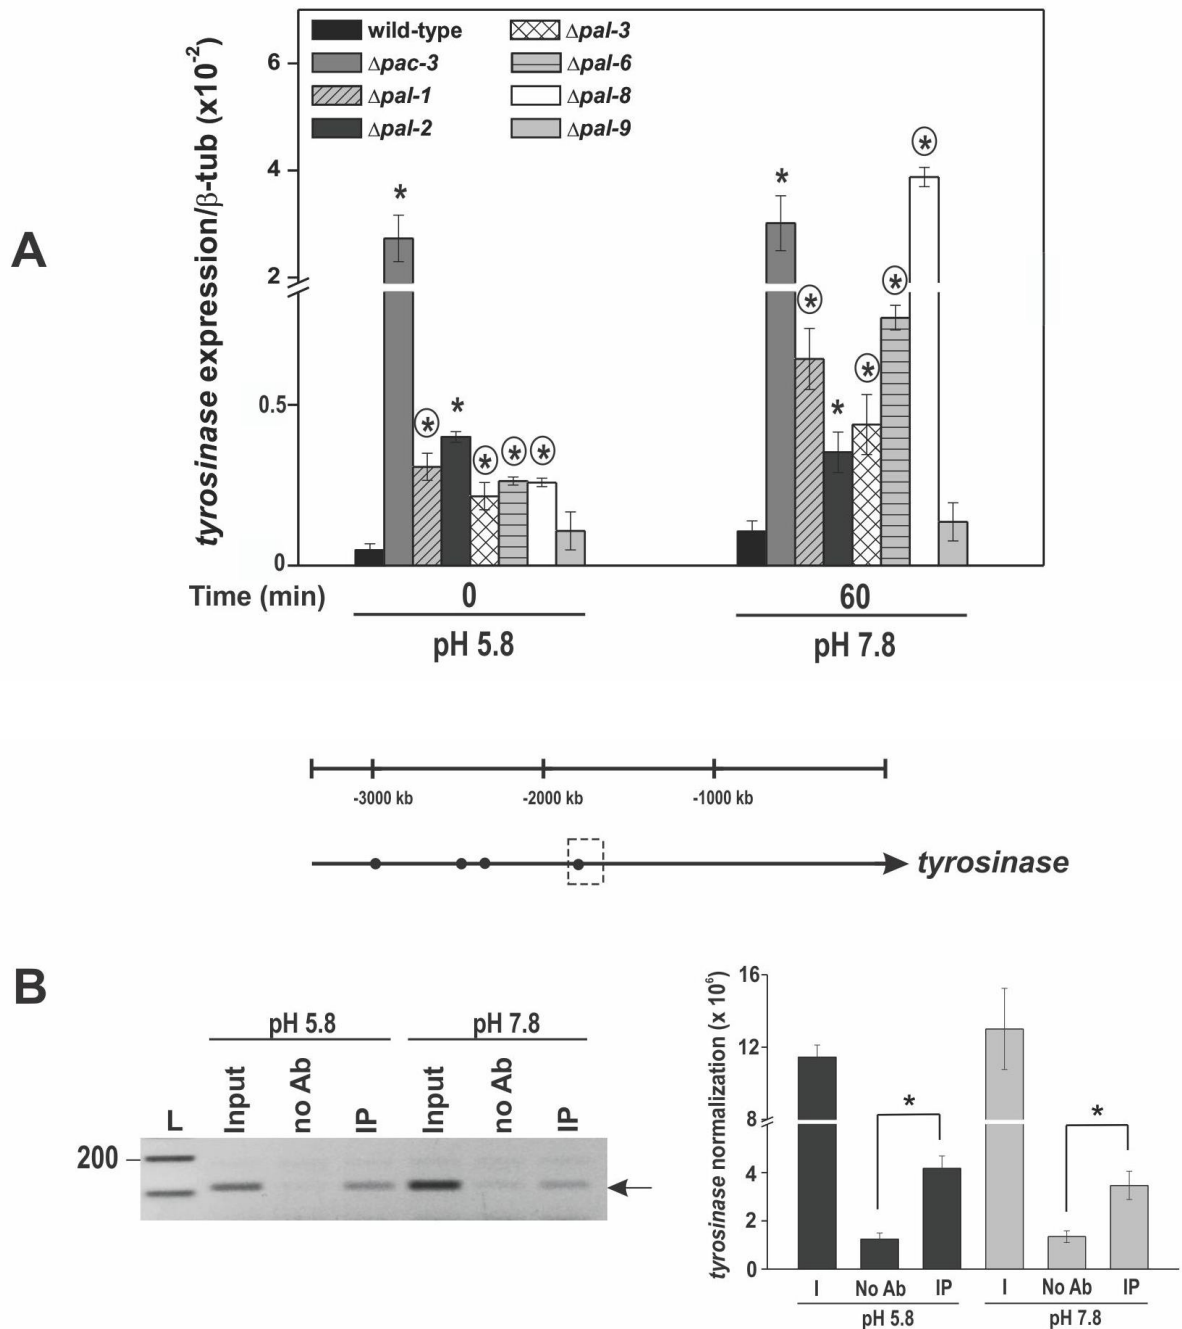 A
tyrosinase expression/β-tub (x10-2)
6
4
2
0.5
0
wild-type
Δpac-3
Δpal-1
Δpal-2
Δpal-3
Δpal-6
Δpal-8
Δpal-9
* * * * * * *
* * * * * *
Time (min) 0 60
pH 5.8 pH 7.8
-3000 kb -2000 kb -1000 kb
tyrosinase
B
pH 5.8 pH 7.8
L Input no Ab IP Input no Ab IP
200
tyrosinase normalization (x 106)
16
12
8
4
2
0
* *
I No Ab IP I No Ab IP
pH 5.8 pH 7.8